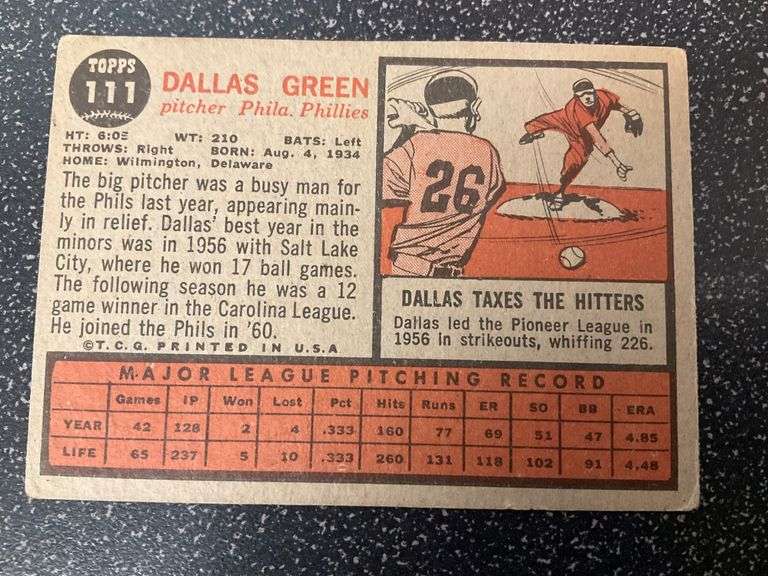 TOPPS
111
DALLAS GREEN
pitcher Phila. Phillies
HT: 6:05 WT: 210 BATS: Left
THROWS: Right BORN: Aug. 4, 1934
HOME: Wilmington, Delaware
The big pitcher was a busy man for
the Phils last year, appearing main-
ly in relief. Dallas' best year in the
minors was in 1956 with Salt Lake
City, where he won 17 ball games.
The following season he was a 12
game winner in the Carolina League.
He joined the Phils in '60.
©T.C.G. PRINTED IN U.S.A
26
DALLAS TAXES THE HITTERS
Dallas led the Pioneer League in
1956 In strikeouts, whiffing 226.
MAJOR LEAGUE PITCHING RECORD
Games IP Won Lost Pct Hits Runs ER SO BB ERA
YEAR 42 128 2 4 .333 160 77 69 51 47 4.85
LIFE 65 237 5 10 .333 260 131 118 102 91 4.48